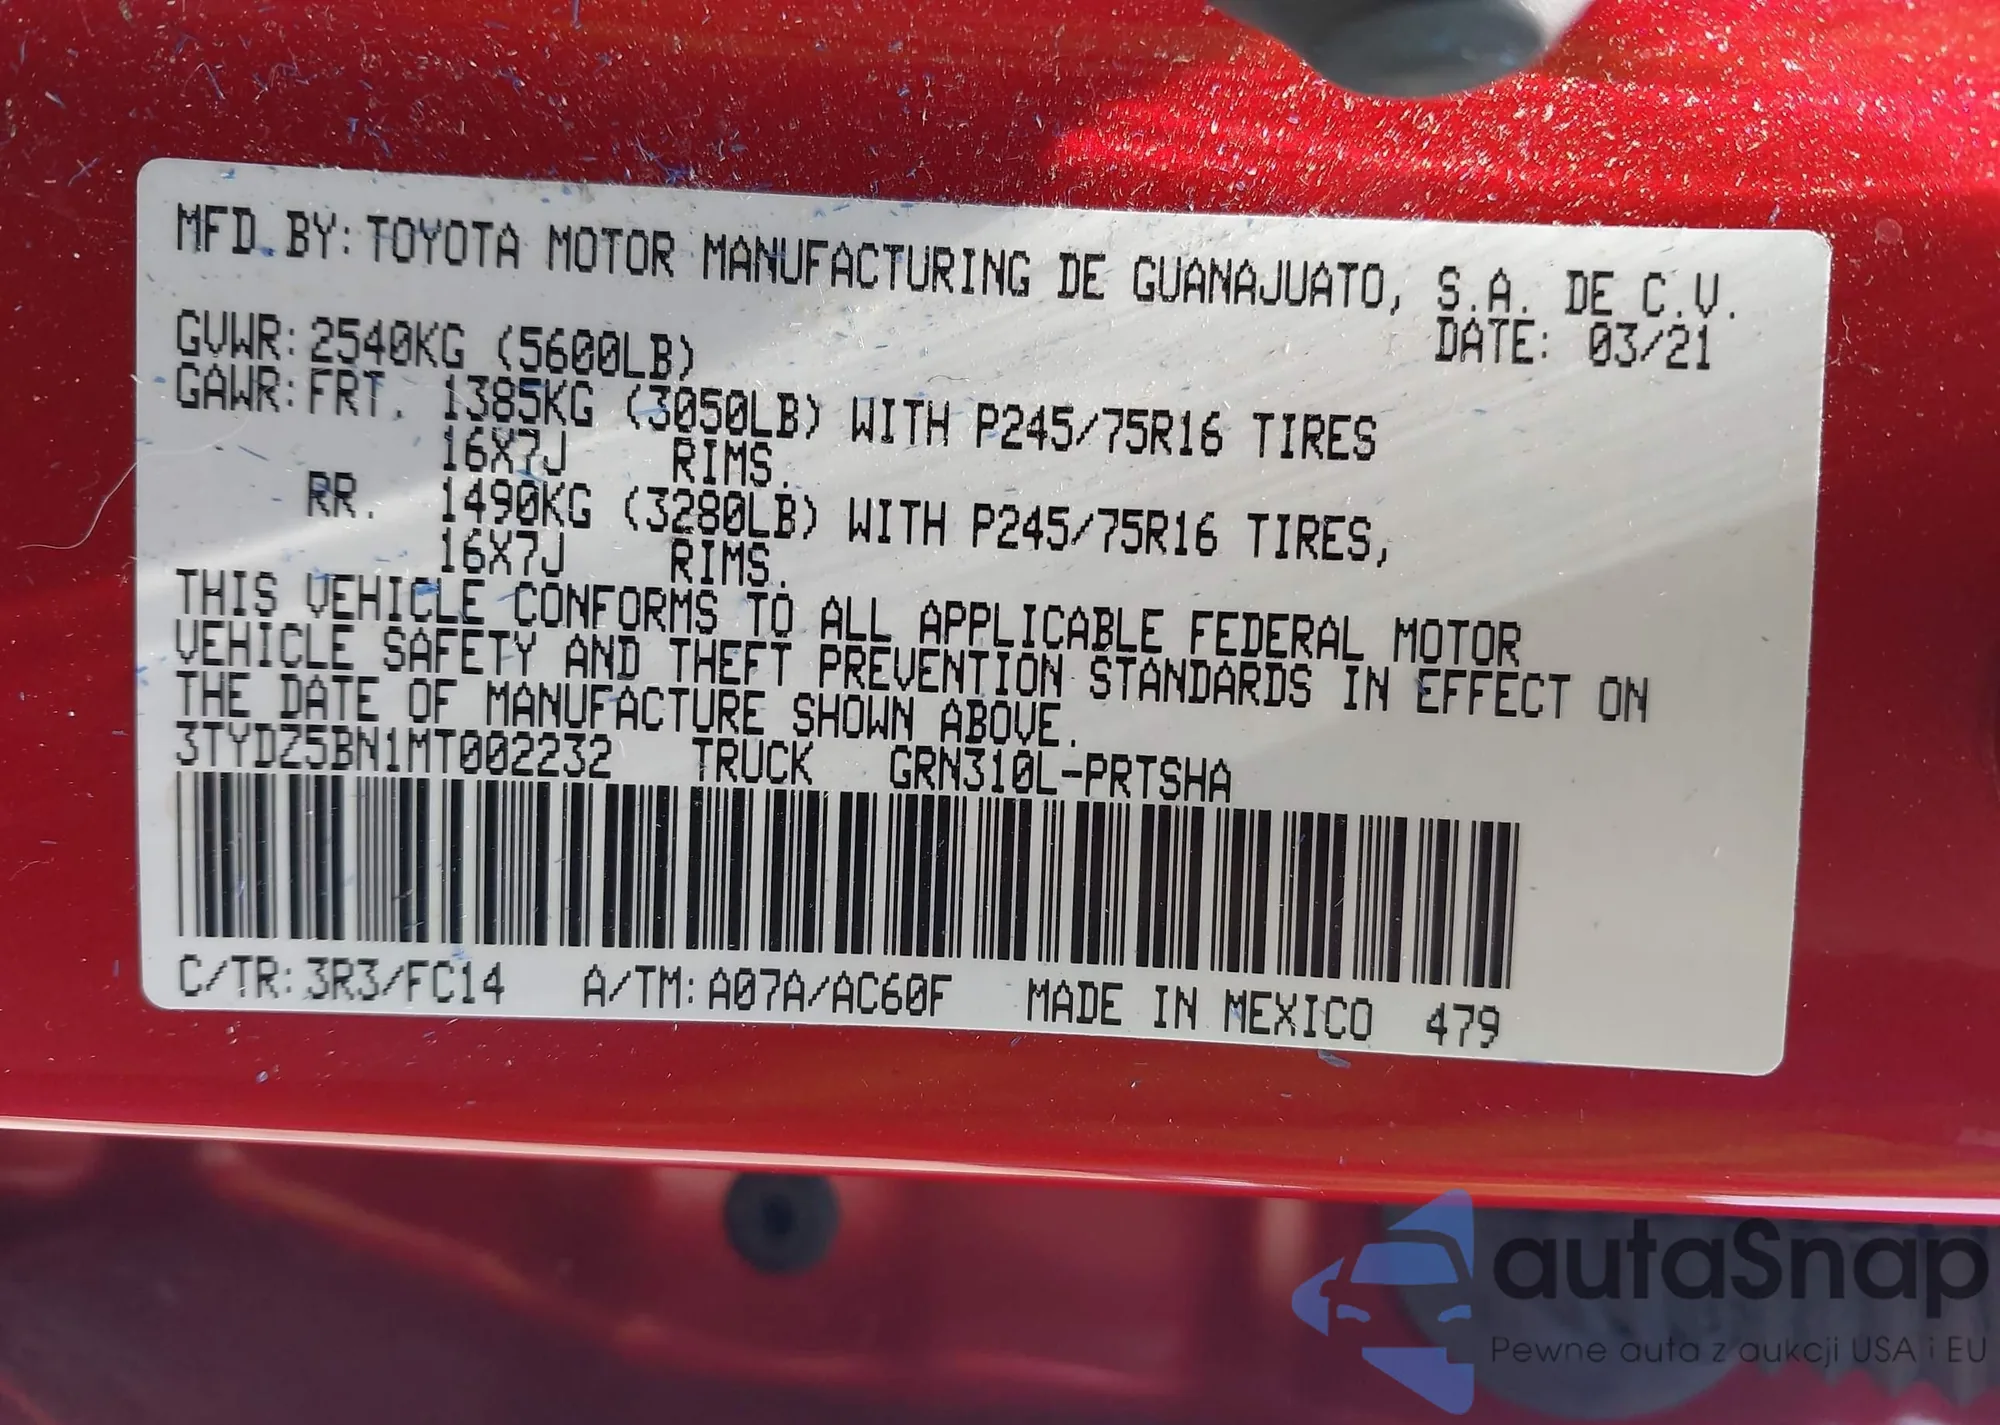 MFD.BY: TOYOTA MOTOR MANUFACTURING DE GUANAJUATO, S.A. DE C.V.
GVWR: 2540KG (5600LB) DATE: 03/21
GAWR: FRT. 1385KG (3050LB) WITH P245/75R16 TIRES
16X7J RIMS.
RR. 1490KG (3280LB) WITH P245/75R16 TIRES,
16X7J RIMS.
THIS VEHICLE CONFORMS TO ALL APPLICABLE FEDERAL MOTOR
VEHICLE SAFETY AND THEFT PREVENTION STANDARDS IN EFFECT ON
THE DATE OF MANUFACTURE SHOWN ABOVE.
3TYDZ5BN1MT002232 TRUCK GRN310L-PRTSHA
C/TR: 3R3/FC14 A/TM: A07A/AC60F MADE IN MEXICO 479
autaSnap
Pewne auta z aukcji USA i EU